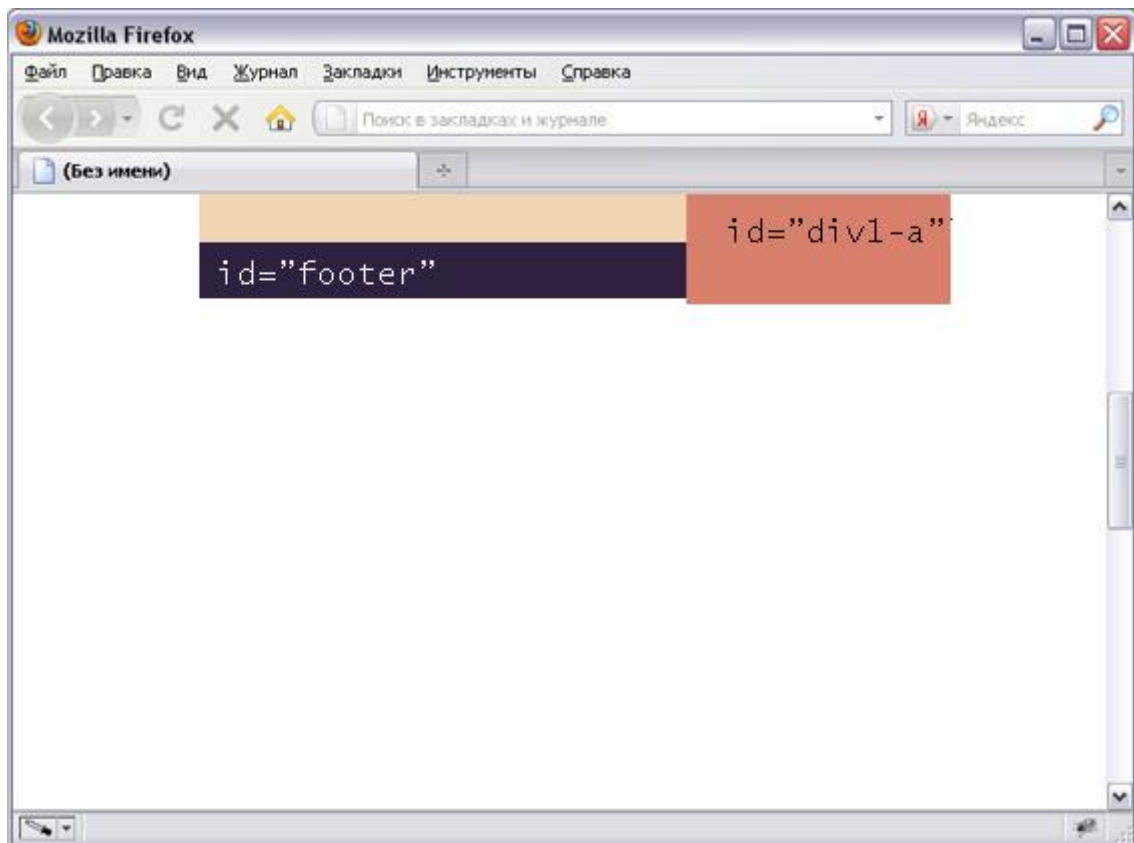 Mozilla Firefox
Файл Правка Вид Журнал Закладки Инструменты Справка
Поиск в закладках и журнале Я Яндекс
(Без имени)
id="div1-a"
id="footer"